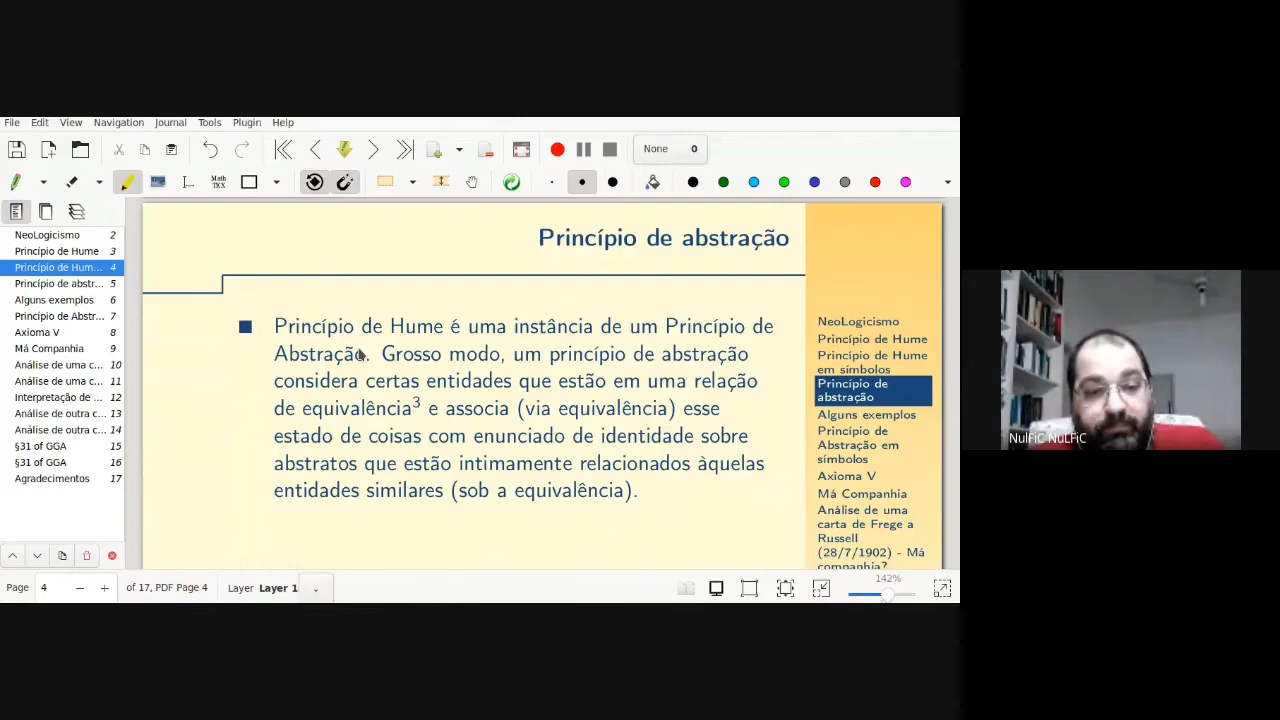 File Edit View Navigation Journal Tools Plugin Help
None 0
Math
TEX
NeoLogicismo 2
Princípio de Hume 3
Princípio de Hum... 4
Princípio de abstr... 5
Alguns exemplos 6
Princípio de Abstr... 7
Axioma V 8
Má Companhia 9
Análise de uma c... 10
Análise de uma c... 11
Interpretação de ... 12
Análise de outra c... 13
Análise de outra c... 14
§31 of GGA 15
§31 of GGA 16
Agradecimentos 17
Princípio de abstração
Princípio de Hume é uma instância de um Princípio de
Abstração. Grosso modo, um princípio de abstração
considera certas entidades que estão em uma relação
de equivalência3 e associa (via equivalência) esse
estado de coisas com enunciado de identidade sobre
abstratos que estão intimamente relacionados àquelas
entidades similares (sob a equivalência).
NeoLogicismo
Princípio de Hume
Princípio de Hume
em símbolos
Princípio de
abstração
Alguns exemplos
Princípio de
Abstração em
símbolos
Axioma V
Má Companhia
Análise de uma
carta de Frege a
Russell
(28/7/1902) - Má
companhia?
Page 4 of 17, PDF Page 4 Layer Layer 1 142%
NulFiC NuLFiC